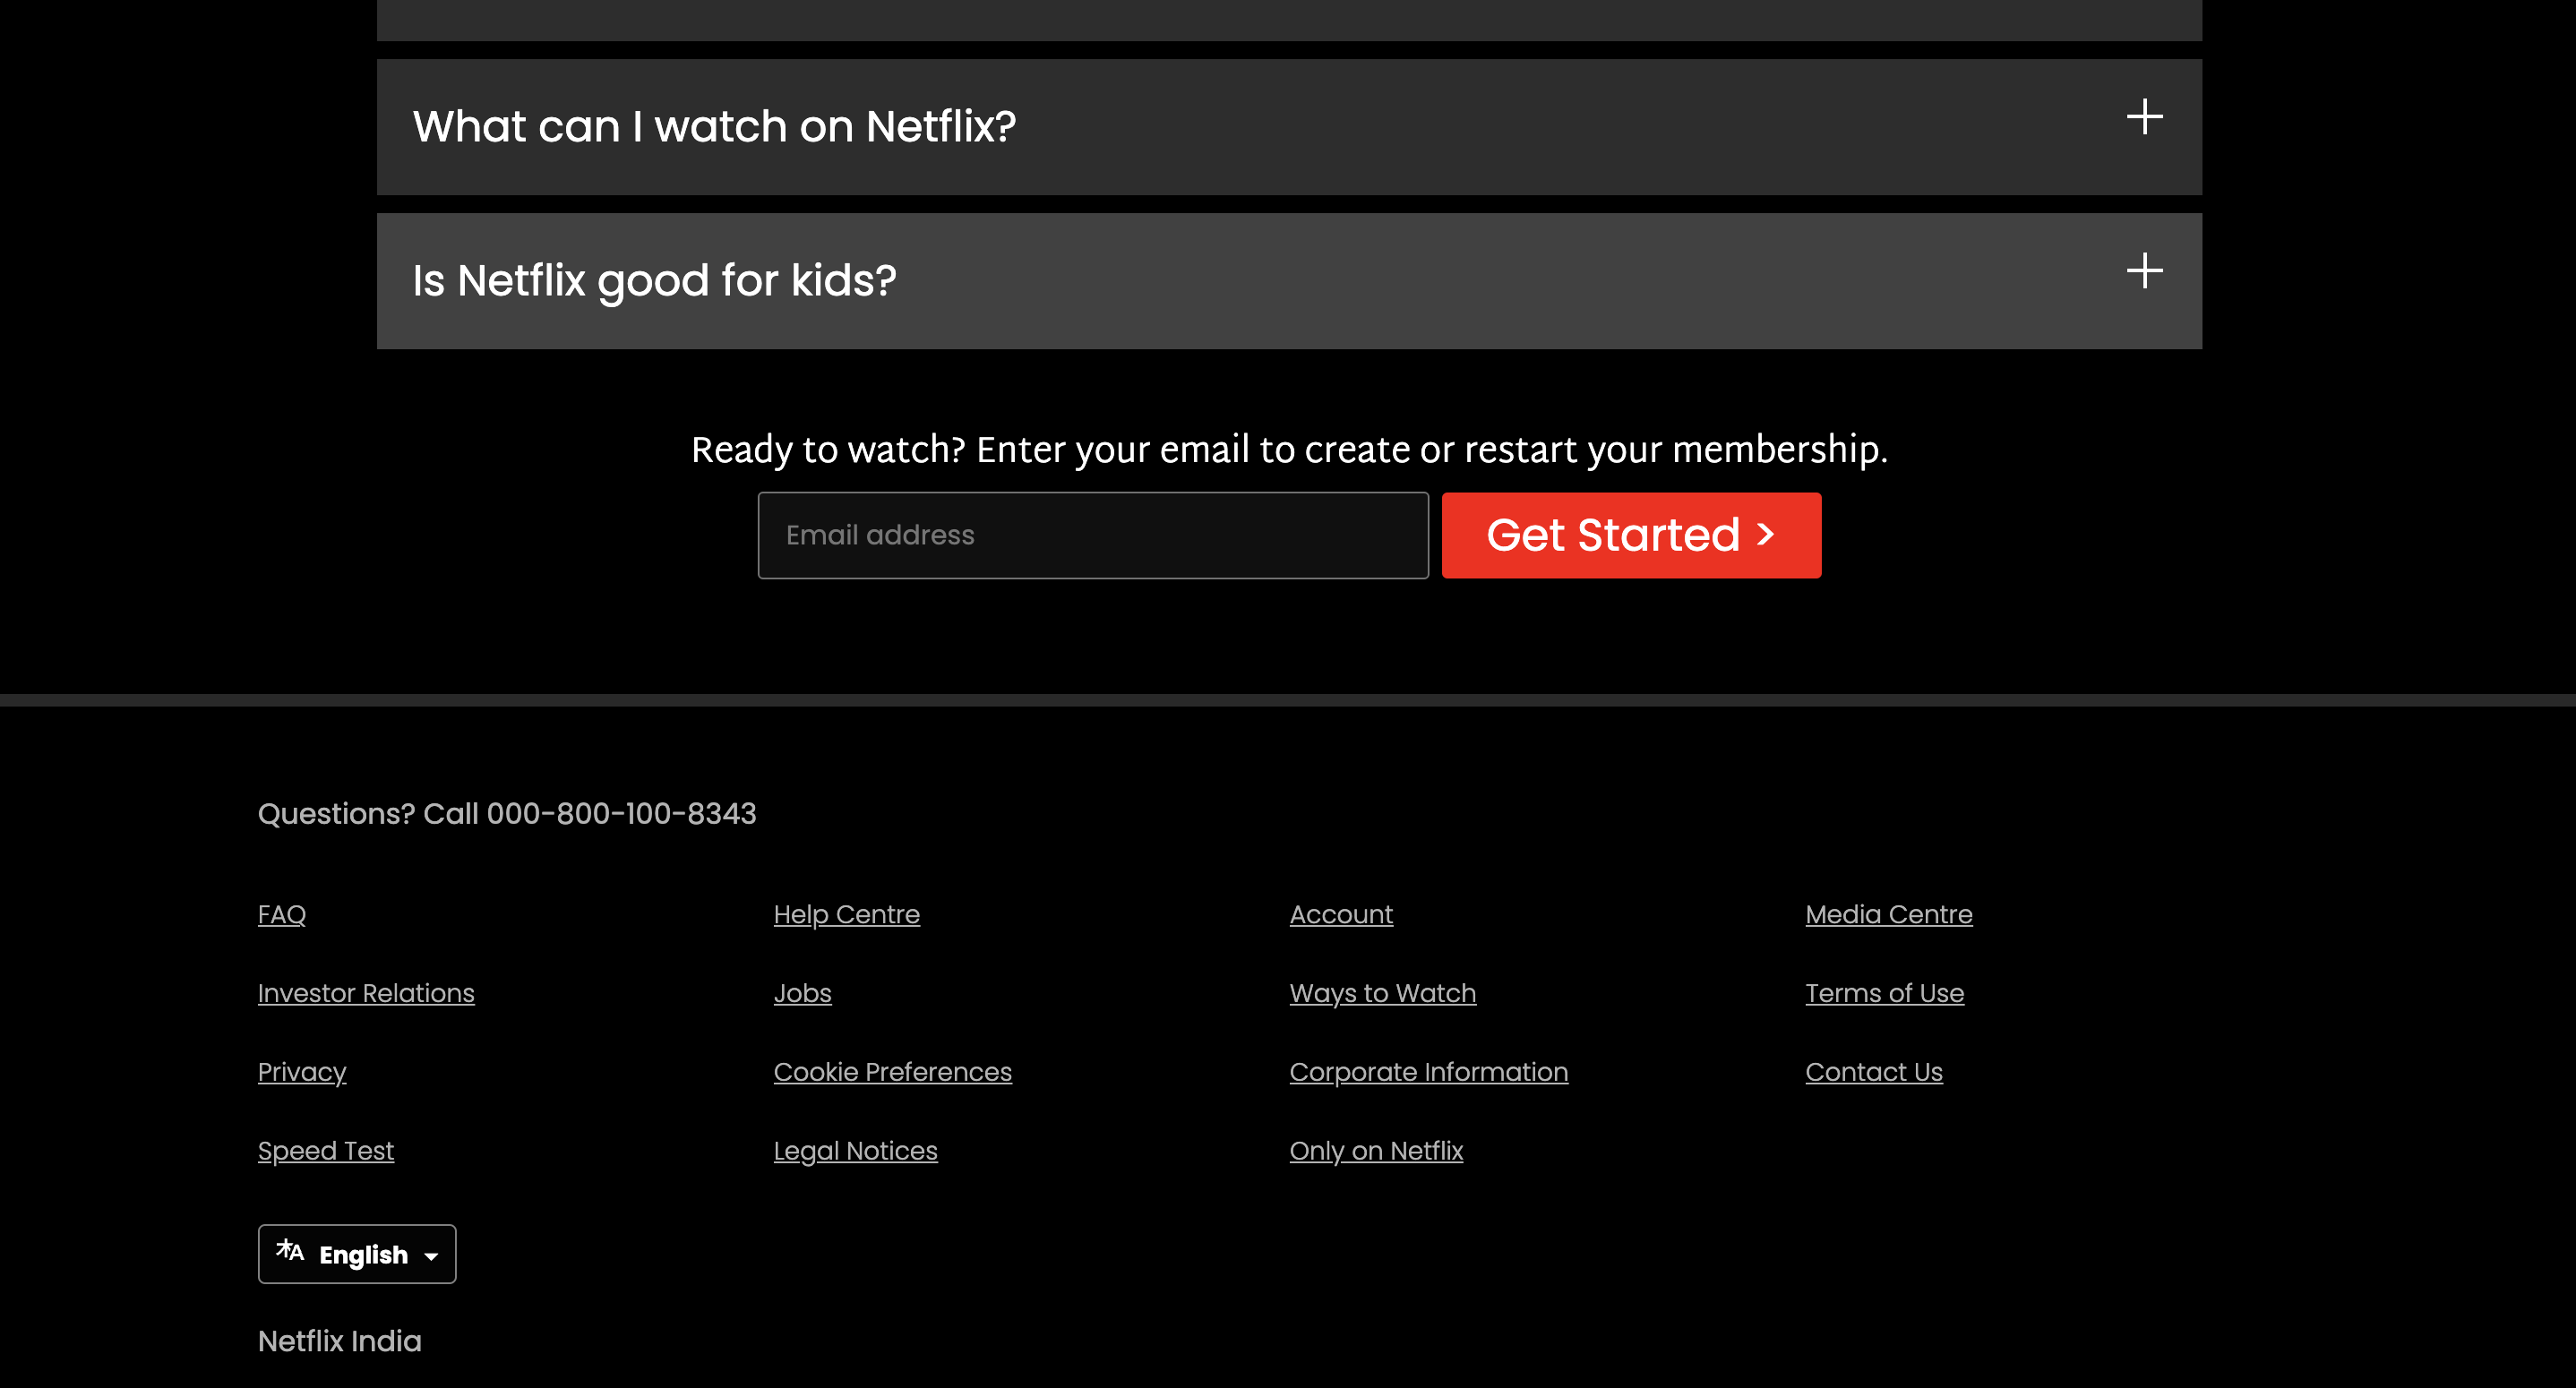 What can I watch on Netflix?
Is Netflix good for kids?
Ready to watch? Enter your email to create or restart your membership.
Email address
Get Started >
Questions? Call 000-800-100-8343
FAQ Help Centre Account Media Centre
Investor Relations Jobs Ways to Watch Terms of Use
Privacy Cookie Preferences Corporate Information Contact Us
Speed Test Legal Notices Only on Netflix
English
Netflix India